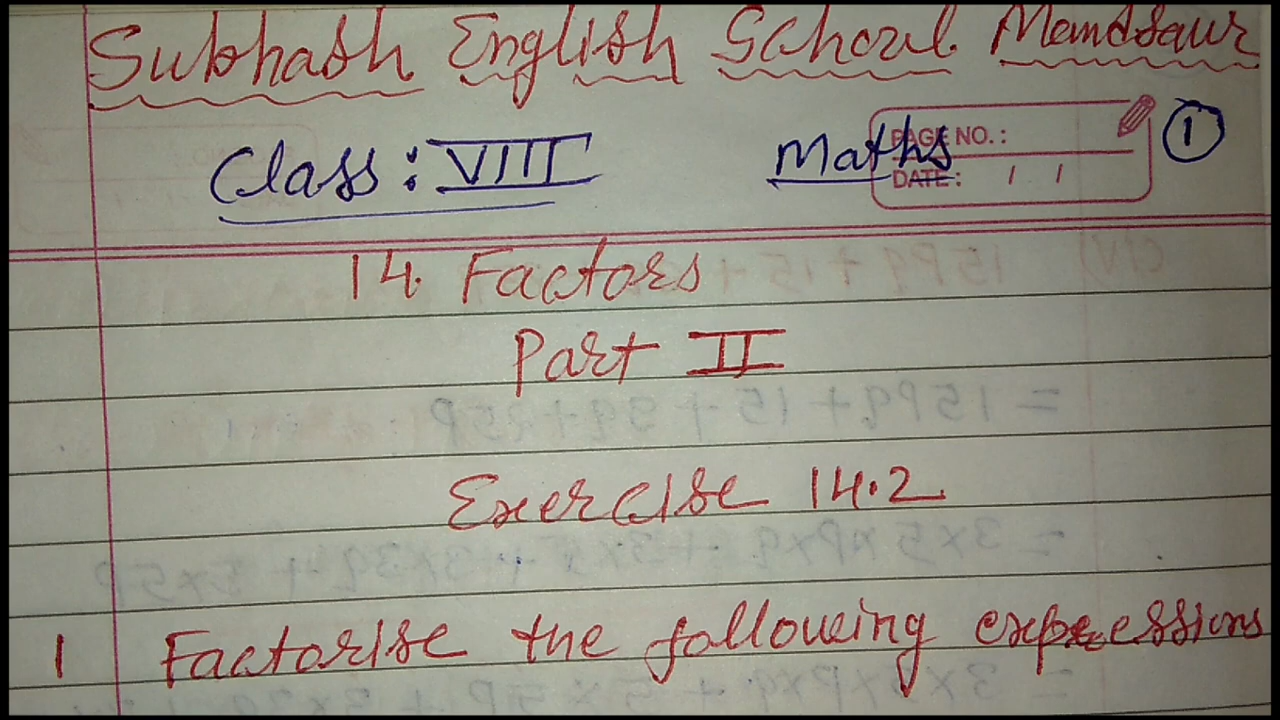 Subhash English School Mandsaur
Class: VIII Maths
PAGE NO.:
DATE: / /
1
14. Factors
Part II
Exercise 14.2
1 Factorise the following expressions